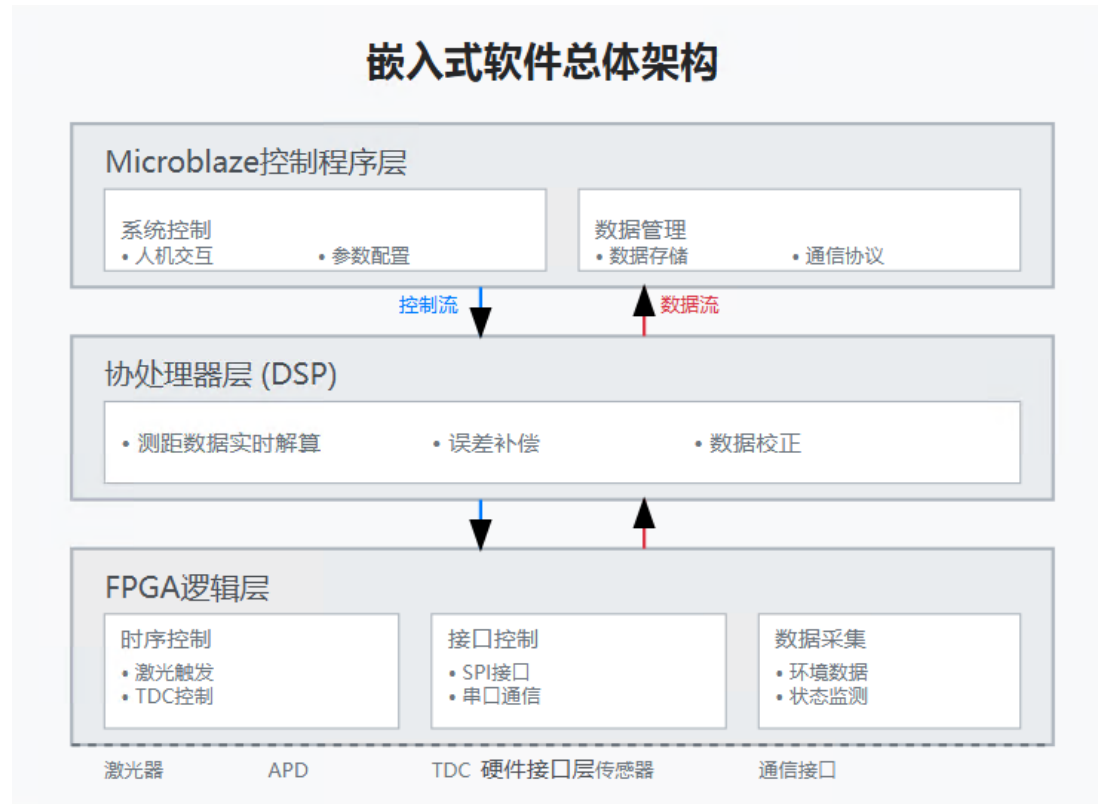 嵌入式软件总体架构
Microblaze控制程序层
系统控制
• 人机交互 • 参数配置
数据管理
• 数据存储 • 通信协议
控制流
数据流
协处理器层 (DSP)
• 测距数据实时解算 • 误差补偿 • 数据校正
FPGA逻辑层
时序控制
• 激光触发
• TDC控制
接口控制
• SPI接口
• 串口通信
数据采集
• 环境数据
• 状态监测
激光器 APD TDC 硬件接口层 传感器 通信接口